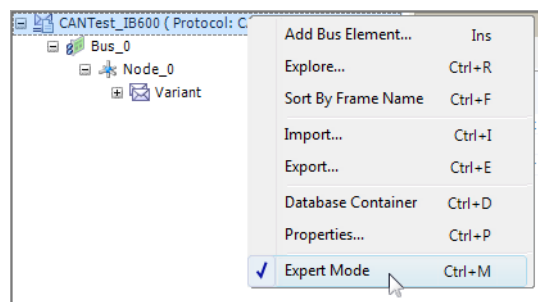 CANTest_IB600 ( Protocol: C
Bus_0
Node_0
Variant
Add Bus Element... Ins
Explore... Ctrl+R
Sort By Frame Name Ctrl+F
Import... Ctrl+I
Export... Ctrl+E
Database Container Ctrl+D
Properties... Ctrl+P
Expert Mode Ctrl+M